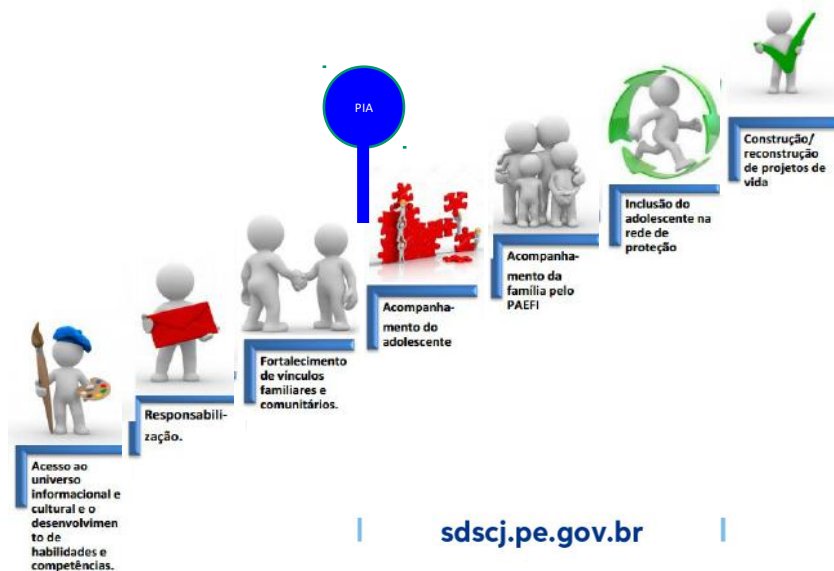 PIA
Acesso ao
universo
informacional e
cultural e o
desenvolvimen
to de
habilidades e
competências.
Responsabili-
zação.
Fortalecimento
de vínculos
familiares e
comunitários.
Acompanha-
mento do
adolescente
Acompanha-
mento da
família pelo
PAEFI
Inclusão do
adolescente na
rede de
proteção
Construção/
reconstrução
de projetos de
vida
sdscj.pe.gov.br